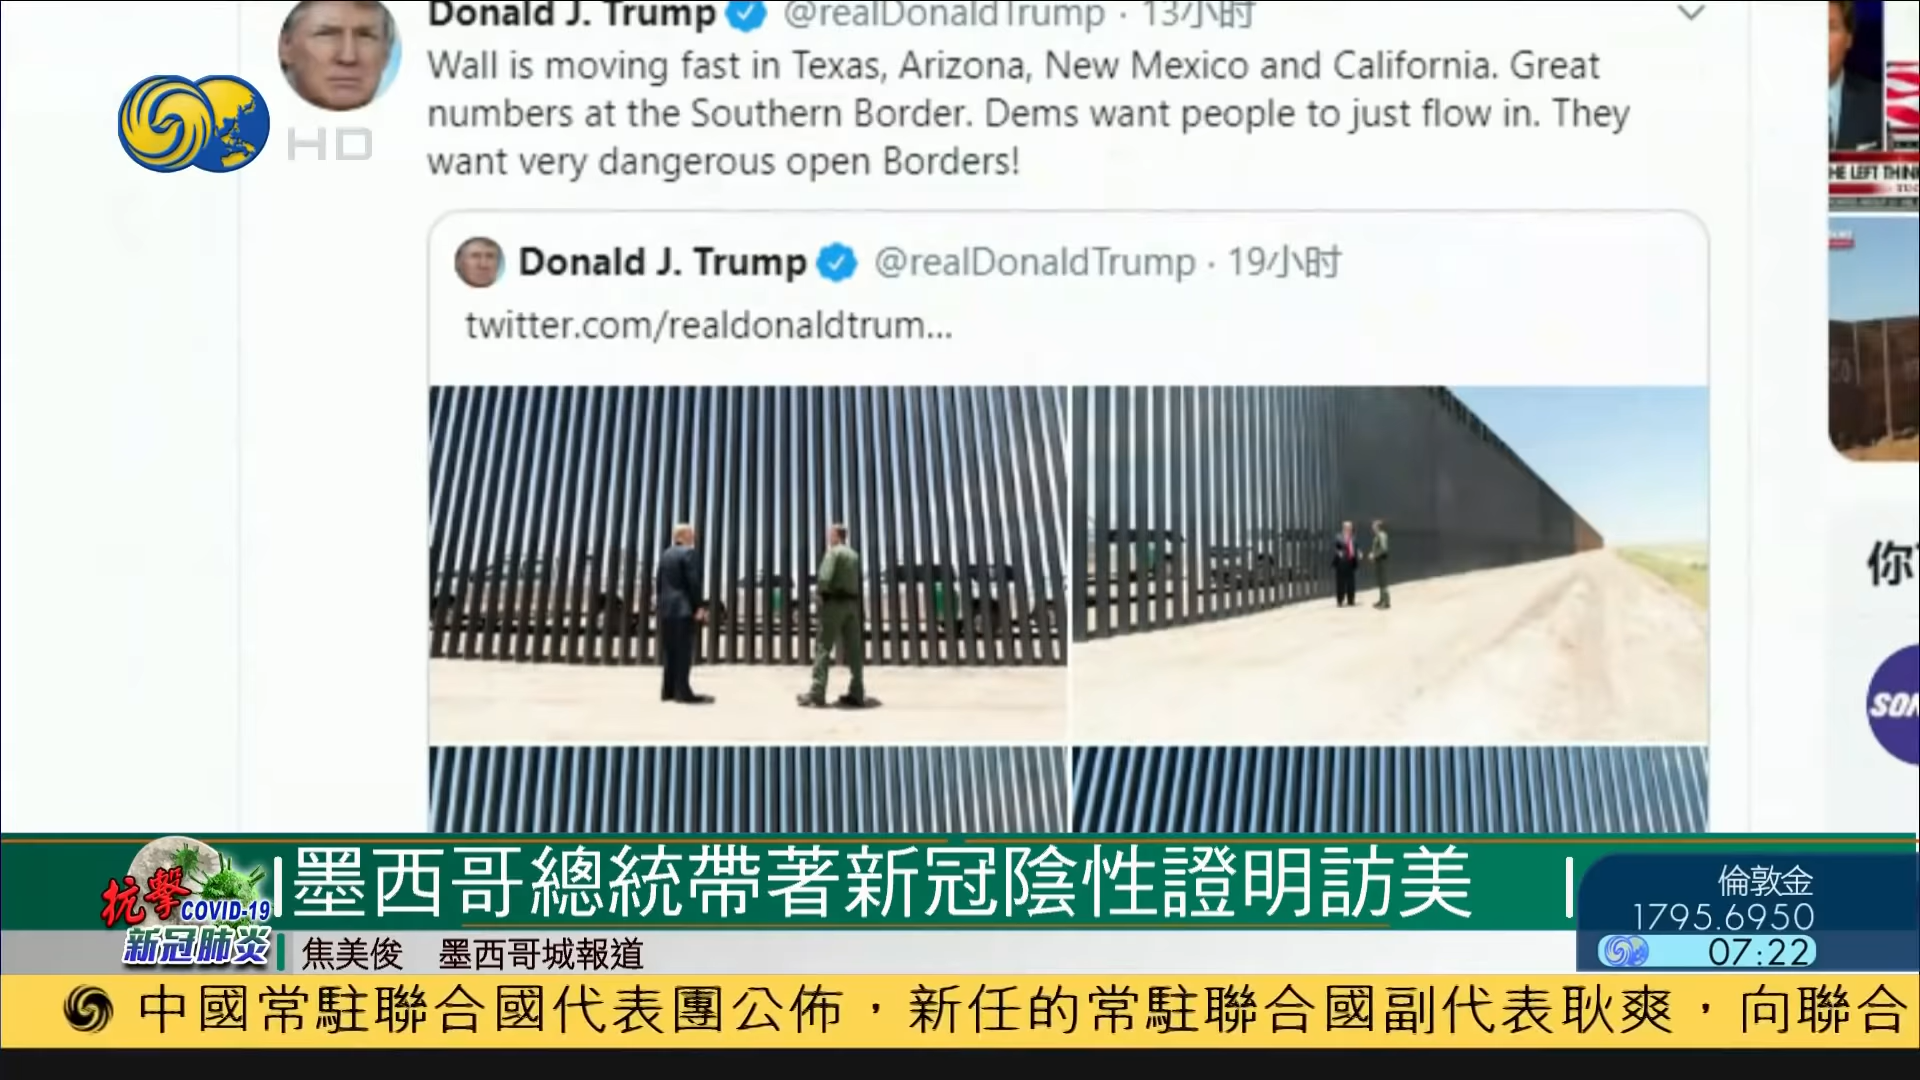 Donald J. Trump @realDonaldTrump · 13小时
Wall is moving fast in Texas, Arizona, New Mexico and California. Great
numbers at the Southern Border. Dems want people to just flow in. They
want very dangerous open Borders!
HD
Donald J. Trump @realDonaldTrump · 19小时
twitter.com/realdonaldtrum...
HE LEFT THIN
你
SON
抗擊
COVID-19
新冠肺炎
墨西哥總統帶著新冠陰性證明訪美
焦美俊 墨西哥城報道
倫敦金
1795.6950
07:22
中國常駐聯合國代表團公佈，新任的常駐聯合國副代表耿爽，向聯合